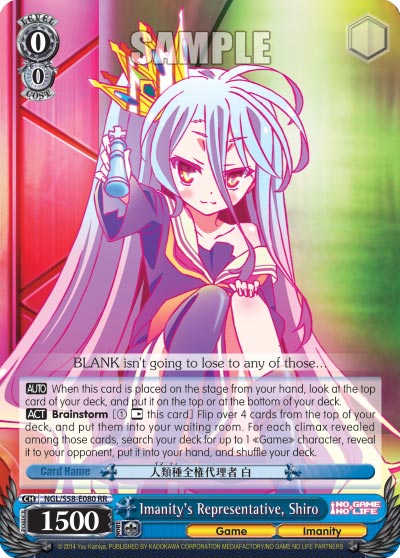 LEVEL
0
0
COST
SAMPLE
BLANK isn't going to lose to any of those...
AUTO When this card is placed on the stage from your hand, look at the top
card of your deck, and put it on the top or at the bottom of your deck.
ACT Brainstorm [① this card] Flip over 4 cards from the top of your
deck, and put them into your waiting room. For each climax revealed
among those cards, search your deck for up to 1 «Game» character, reveal
it to your opponent, put it into your hand, and shuffle your deck.
Card Name
人類種全権代理者 白
CH NGL/S58-E080 RR
Imanity's Representative, Shiro
NO GAME
NO LIFE
POWER
1500
Game
Imanity
© 2014 Yuu Kamiya, PUBLISHED BY KADOKAWA CORPORATION MEDIAFACTORY/NO GAME NO LIFE PROJECT